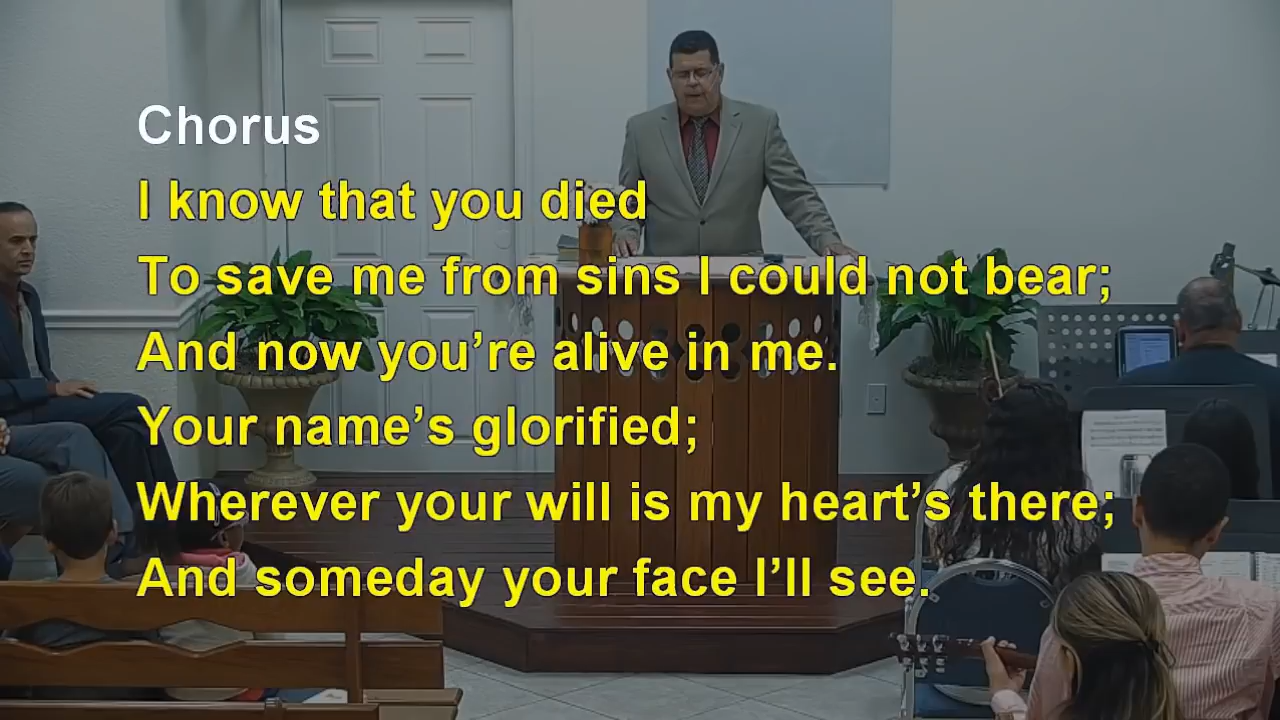 Chorus
I know that you died
To save me from sins I could not bear;
And now you’re alive in me.
Your name’s glorified;
Wherever your will is my heart’s there;
And someday your face I’ll see.